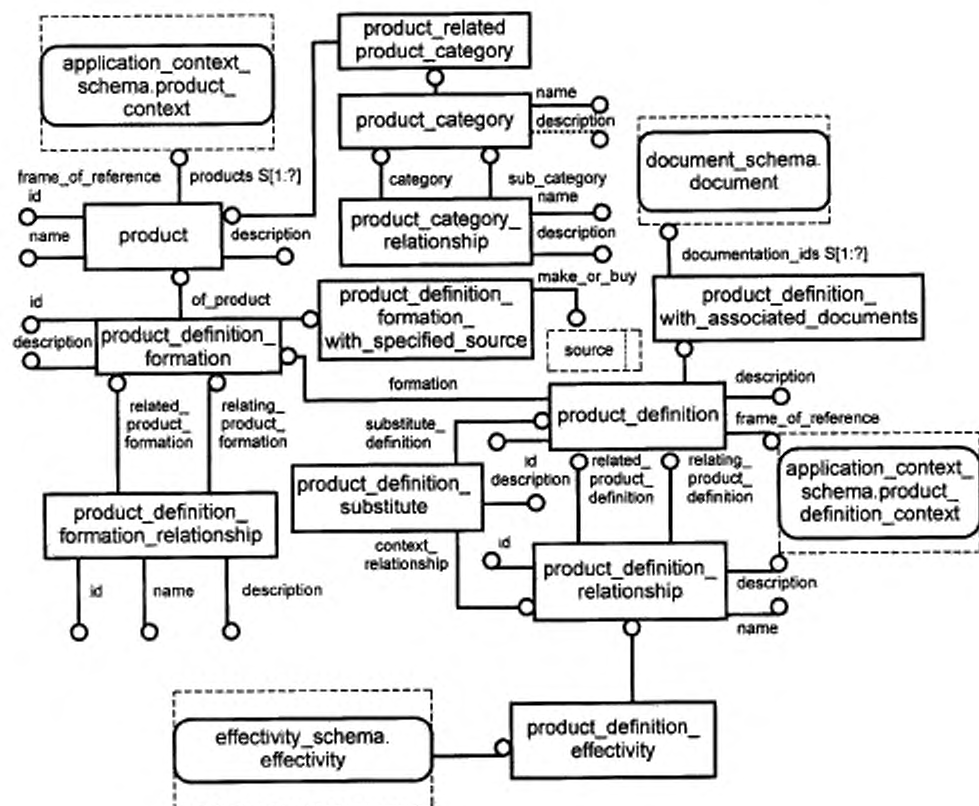 product_related
product_category
application_context_
schema.product_
context
name
product_category
description
document_schema.
document
frame_of_reference
products S[1:?]
category
sub_category
id
name
product_category_
relationship
description
name
product
description
documentation_ids S[1:?]
make_or_buy
id
of_product
product_definition_
formation_
with_specified_source
product_definition_
with_associated_documents
description
product_definition_
formation
source
formation
description
related_
product_
formation
relating_
product_
formation
substitute_
definition
product_definition
frame_of_reference
id
description
related_
product_
definition
relating_
product_
definition
application_context_
schema.product_
definition_context
product_definition_
substitute
product_definition_
formation_relationship
context_
relationship
id
product_definition_
relationship
description
name
id
name
description
effectivity_schema.
effectivity
product_definition_
effectivity